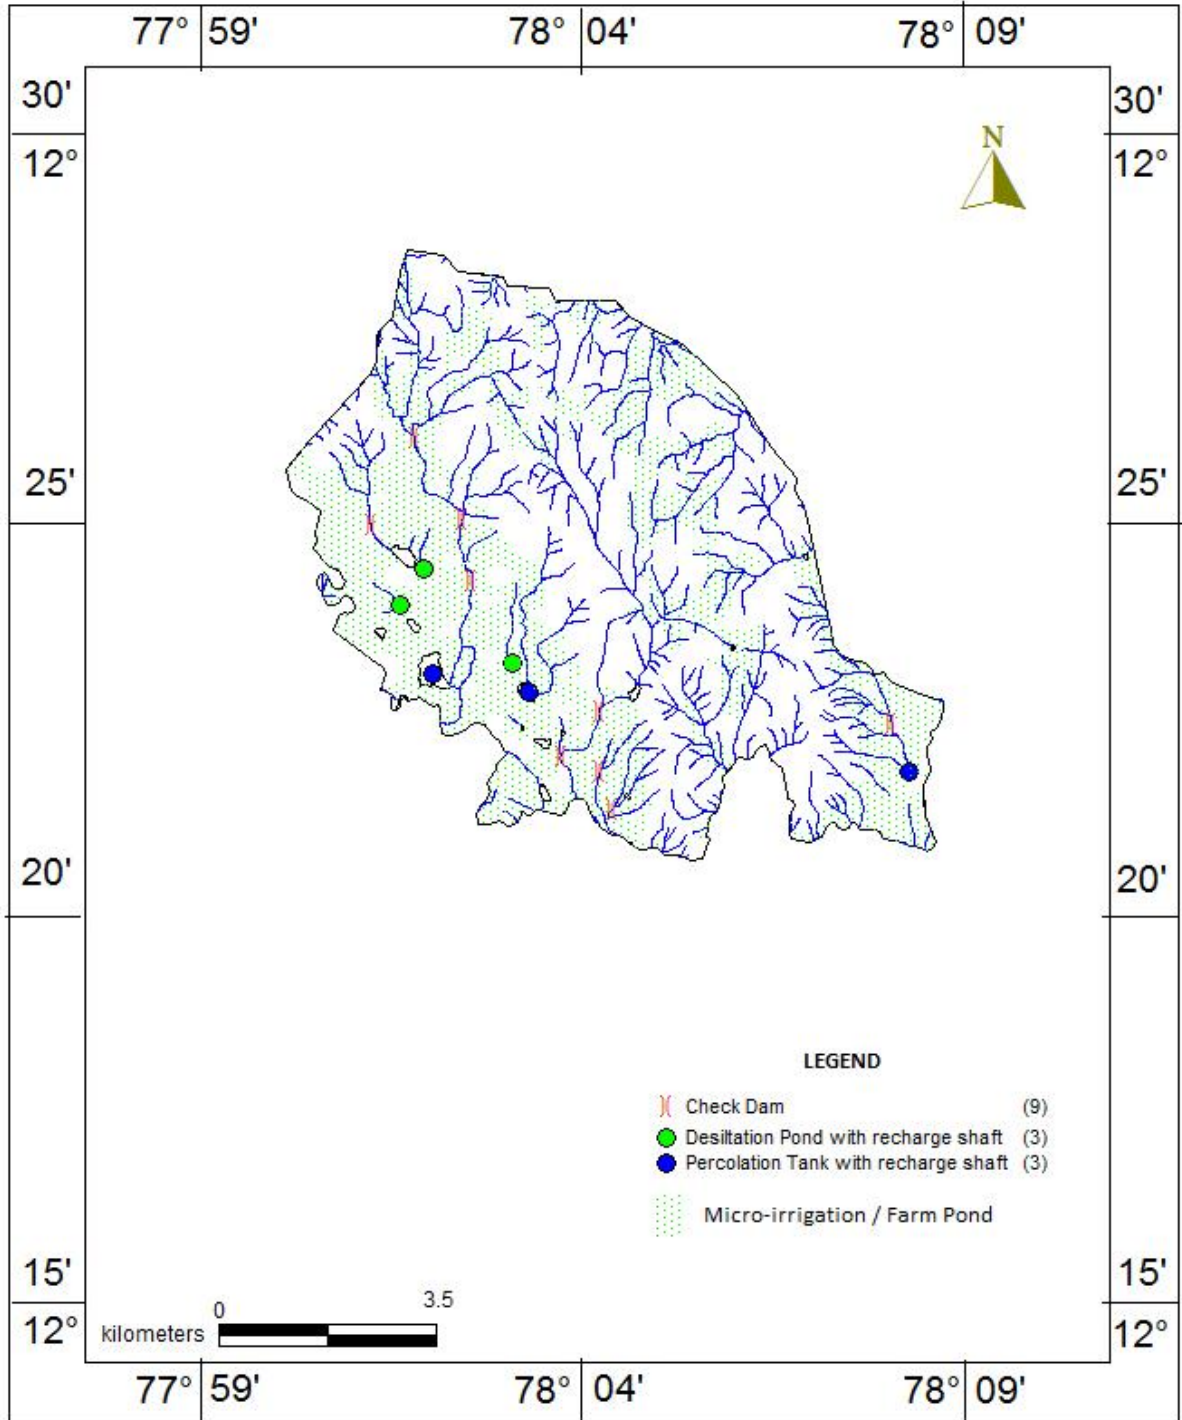 77° 59' 78° 04' 78° 09'
30' 30'
12° 12°
N
25' 25'
20' 20'
LEGEND
Check Dam (9)
Desiltation Pond with recharge shaft (3)
Percolation Tank with recharge shaft (3)
Micro-irrigation / Farm Pond
15' 15'
0 3.5
kilometers
12° 12°
77° 59' 78° 04' 78° 09'